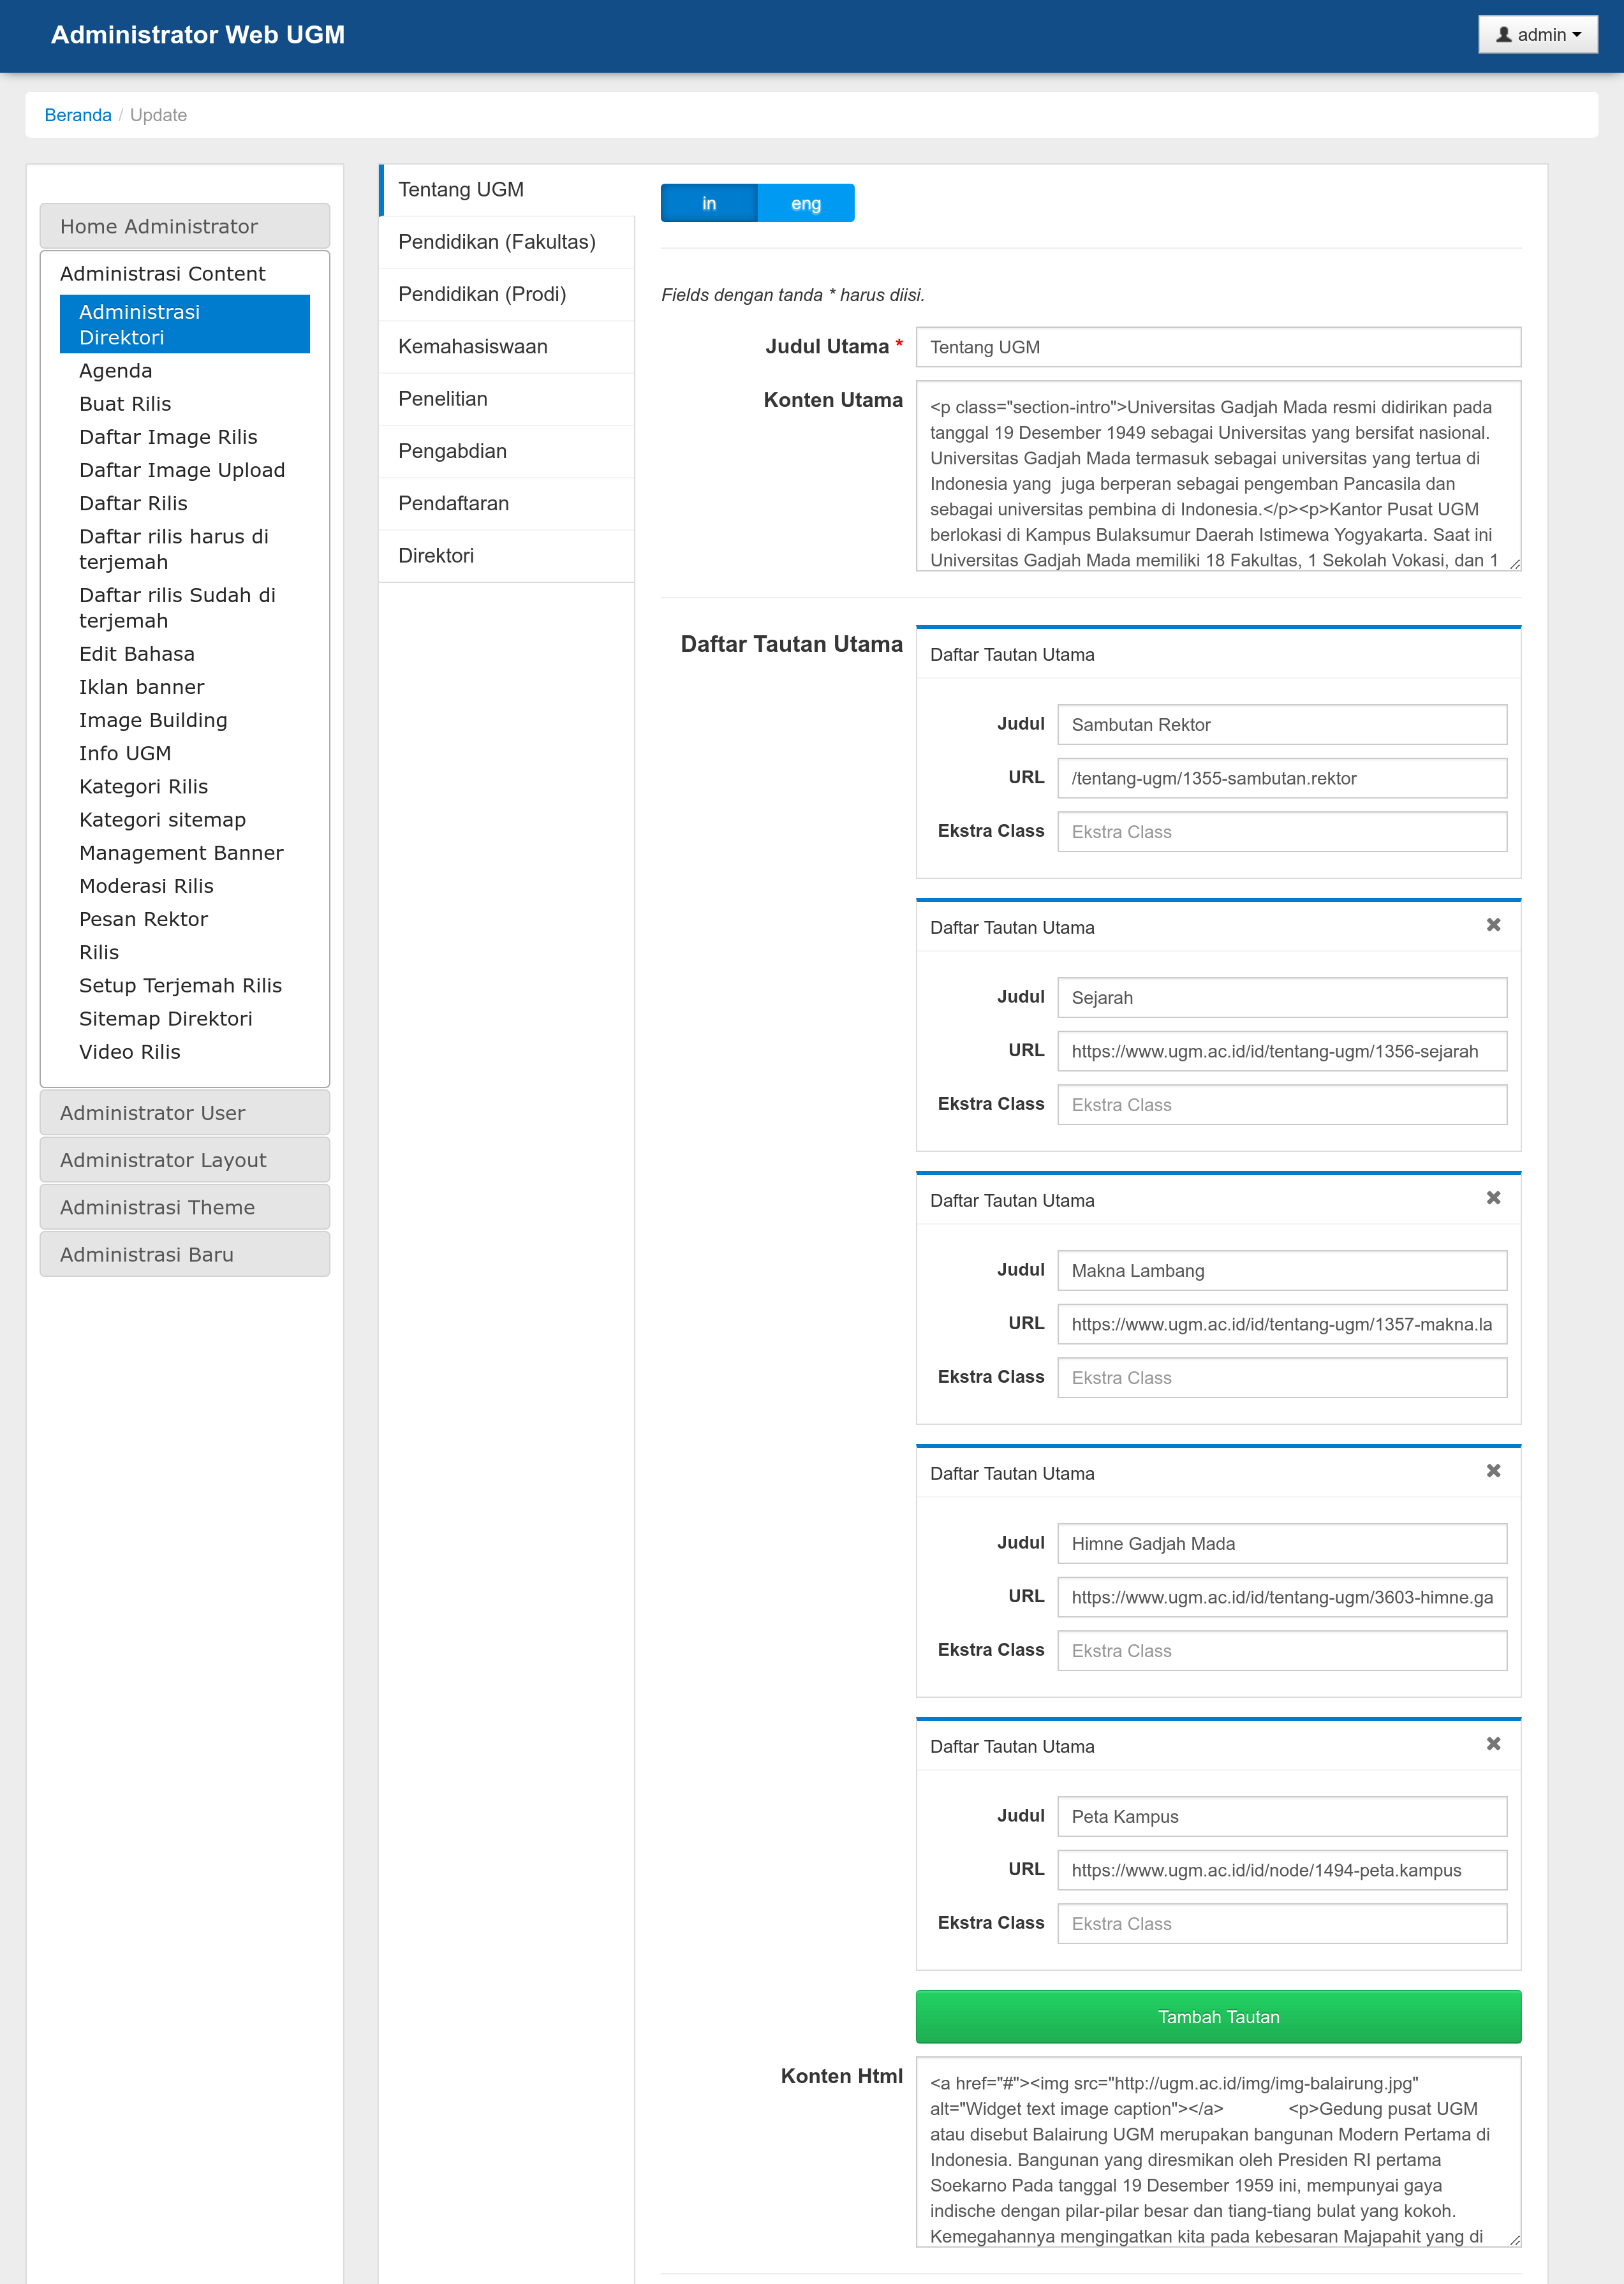 Administrator Web UGM
admin
Beranda / Update
Home Administrator
Administrasi Content
Administrasi
Direktori
Agenda
Buat Rilis
Daftar Image Rilis
Daftar Image Upload
Daftar Rilis
Daftar rilis harus di
terjemah
Daftar rilis Sudah di
terjemah
Edit Bahasa
Iklan banner
Image Building
Info UGM
Kategori Rilis
Kategori sitemap
Management Banner
Moderasi Rilis
Pesan Rektor
Rilis
Setup Terjemah Rilis
Sitemap Direktori
Video Rilis
Administrator User
Administrator Layout
Administrasi Theme
Administrasi Baru
Tentang UGM
Pendidikan (Fakultas)
Pendidikan (Prodi)
Kemahasiswaan
Penelitian
Pengabdian
Pendaftaran
Direktori
in eng
Fields dengan tanda * harus diisi.
Judul Utama * Tentang UGM
Konten Utama
<p class="section-intro">Universitas Gadjah Mada resmi didirikan pada
tanggal 19 Desember 1949 sebagai Universitas yang bersifat nasional.
Universitas Gadjah Mada termasuk sebagai universitas yang tertua di
Indonesia yang  juga berperan sebagai pengemban Pancasila dan
sebagai universitas pembina di Indonesia.</p><p>Kantor Pusat UGM
berlokasi di Kampus Bulaksumur Daerah Istimewa Yogyakarta. Saat ini
Universitas Gadjah Mada memiliki 18 Fakultas, 1 Sekolah Vokasi, dan 1
Daftar Tautan Utama
Daftar Tautan Utama
Judul Sambutan Rektor
URL /tentang-ugm/1355-sambutan.rektor
Ekstra Class Ekstra Class
Daftar Tautan Utama
Judul Sejarah
URL https://www.ugm.ac.id/id/tentang-ugm/1356-sejarah
Ekstra Class Ekstra Class
Daftar Tautan Utama
Judul Makna Lambang
URL https://www.ugm.ac.id/id/tentang-ugm/1357-makna.la
Ekstra Class Ekstra Class
Daftar Tautan Utama
Judul Himne Gadjah Mada
URL https://www.ugm.ac.id/id/tentang-ugm/3603-himne.ga
Ekstra Class Ekstra Class
Daftar Tautan Utama
Judul Peta Kampus
URL https://www.ugm.ac.id/id/node/1494-peta.kampus
Ekstra Class Ekstra Class
Tambah Tautan
Konten Html
<a href="#"><img src="http://ugm.ac.id/img/img-balairung.jpg"
alt="Widget text image caption"></a>             <p>Gedung pusat UGM
atau disebut Balairung UGM merupakan bangunan Modern Pertama di
Indonesia. Bangunan yang diresmikan oleh Presiden RI pertama
Soekarno Pada tanggal 19 Desember 1959 ini, mempunyai gaya
indische dengan pilar-pilar besar dan tiang-tiang bulat yang kokoh.
Kemegahannya mengingatkan kita pada kebesaran Majapahit yang di